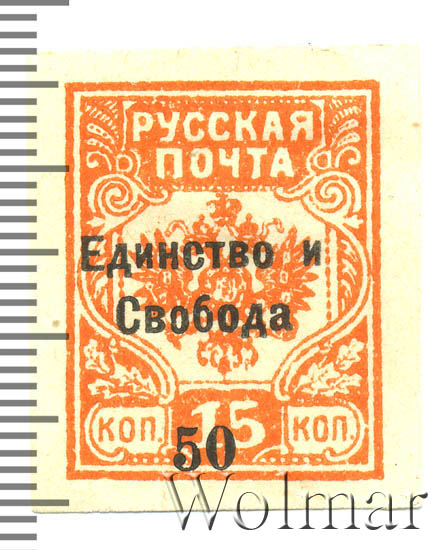 РУССКАЯ
ПОЧТА
Единство и
Свобода
КОП. 15 КОП.
50
Wolmar